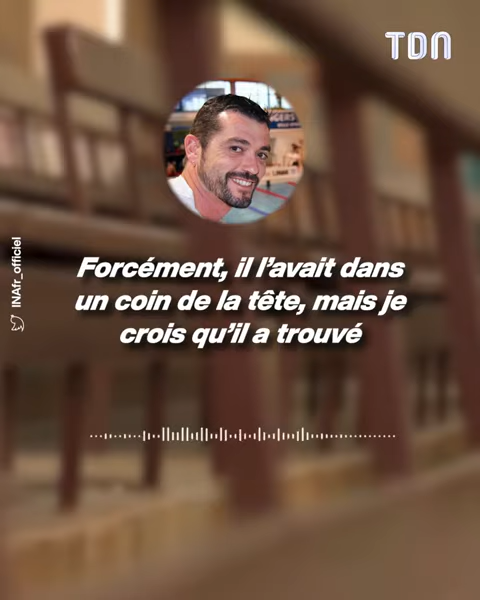 TDN
INAfr_officiel
Forcément, il l'avait dans
un coin de la tête, mais je
crois qu'il a trouvé